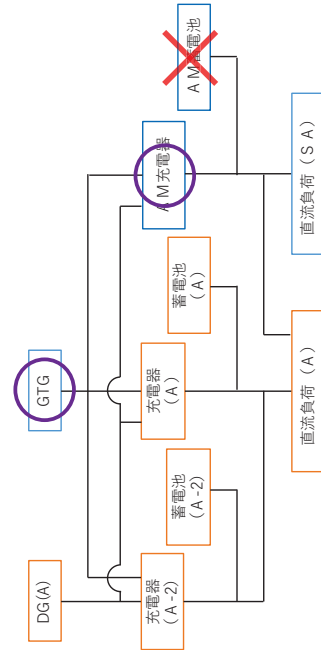 DG(A)
GTG
充電器
(A-2)
蓄電池
(A-2)
充電器
(A)
蓄電池
(A)
AM充電器
AM蓄電池
直流負荷 (A)
直流負荷 (SA)